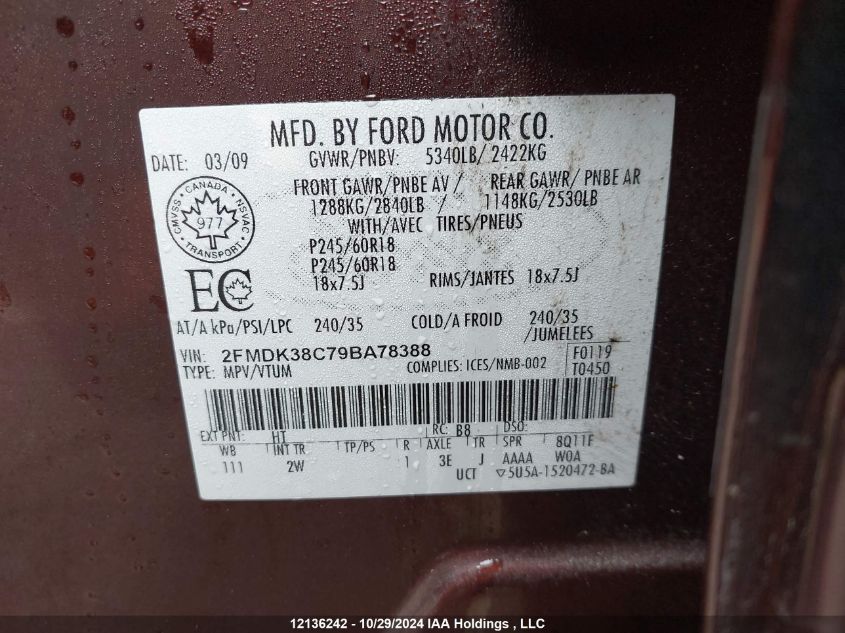 MFD. BY FORD MOTOR CO.
DATE: 03/09
GVWR/PNBV: 5340LB/ 2422KG
FRONT GAWR/PNBE AV / REAR GAWR/ PNBE AR
1288KG/2840LB / 1148KG/2530LB
WITH/AVEC TIRES/PNEUS
CANADA
CMVSS
NSVAC
977
TRANSPORT
P245/60R18
P245/60R18
18x7.5J RIMS/JANTES 18x7.5J
EC
AT/A kPa/PSI/LPC 240/35 COLD/A FROID 240/35
/JUMELEES
VIN: 2FMDK38C79BA78388
F0119
TYPE: MPV/VTUM COMPLIES: ICES/NMB-002 T0450
EXT PNT: HT RC: B8 DSO:
WB INT TR TP/PS R AXLE TR SPR 8Q11F
111 2W 1 3E J AAAA W0A
UCT ▽5U5A-1520472-BA
12136242 - 10/29/2024 IAA Holdings , LLC